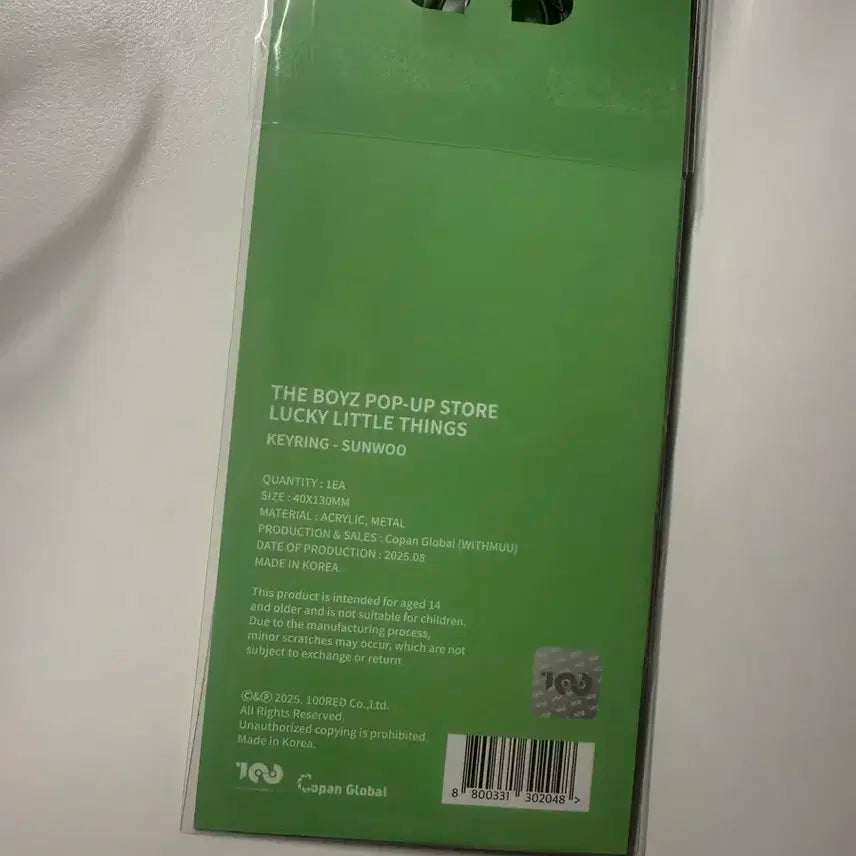 THE BOYZ POP-UP STORE
LUCKY LITTLE THINGS
KEYRING - SUNWOO
QUANTITY : 1EA
SIZE : 40X130MM
MATERIAL : ACRYLIC, METAL
PRODUCTION & SALES : Copan Global (WITHMUU)
DATE OF PRODUCTION : 2025.08
MADE IN KOREA.
This product is intended for aged 14
and older and is not suitable for children.
Due to the manufacturing process,
minor scratches may occur, which are not
subject to exchange or return.
©&℗ 2025. 100RED Co.,Ltd.
All Rights Reserved.
Unauthorized copying is prohibited.
Made in Korea.
100
Copan Global
100
8 800331 302048 >